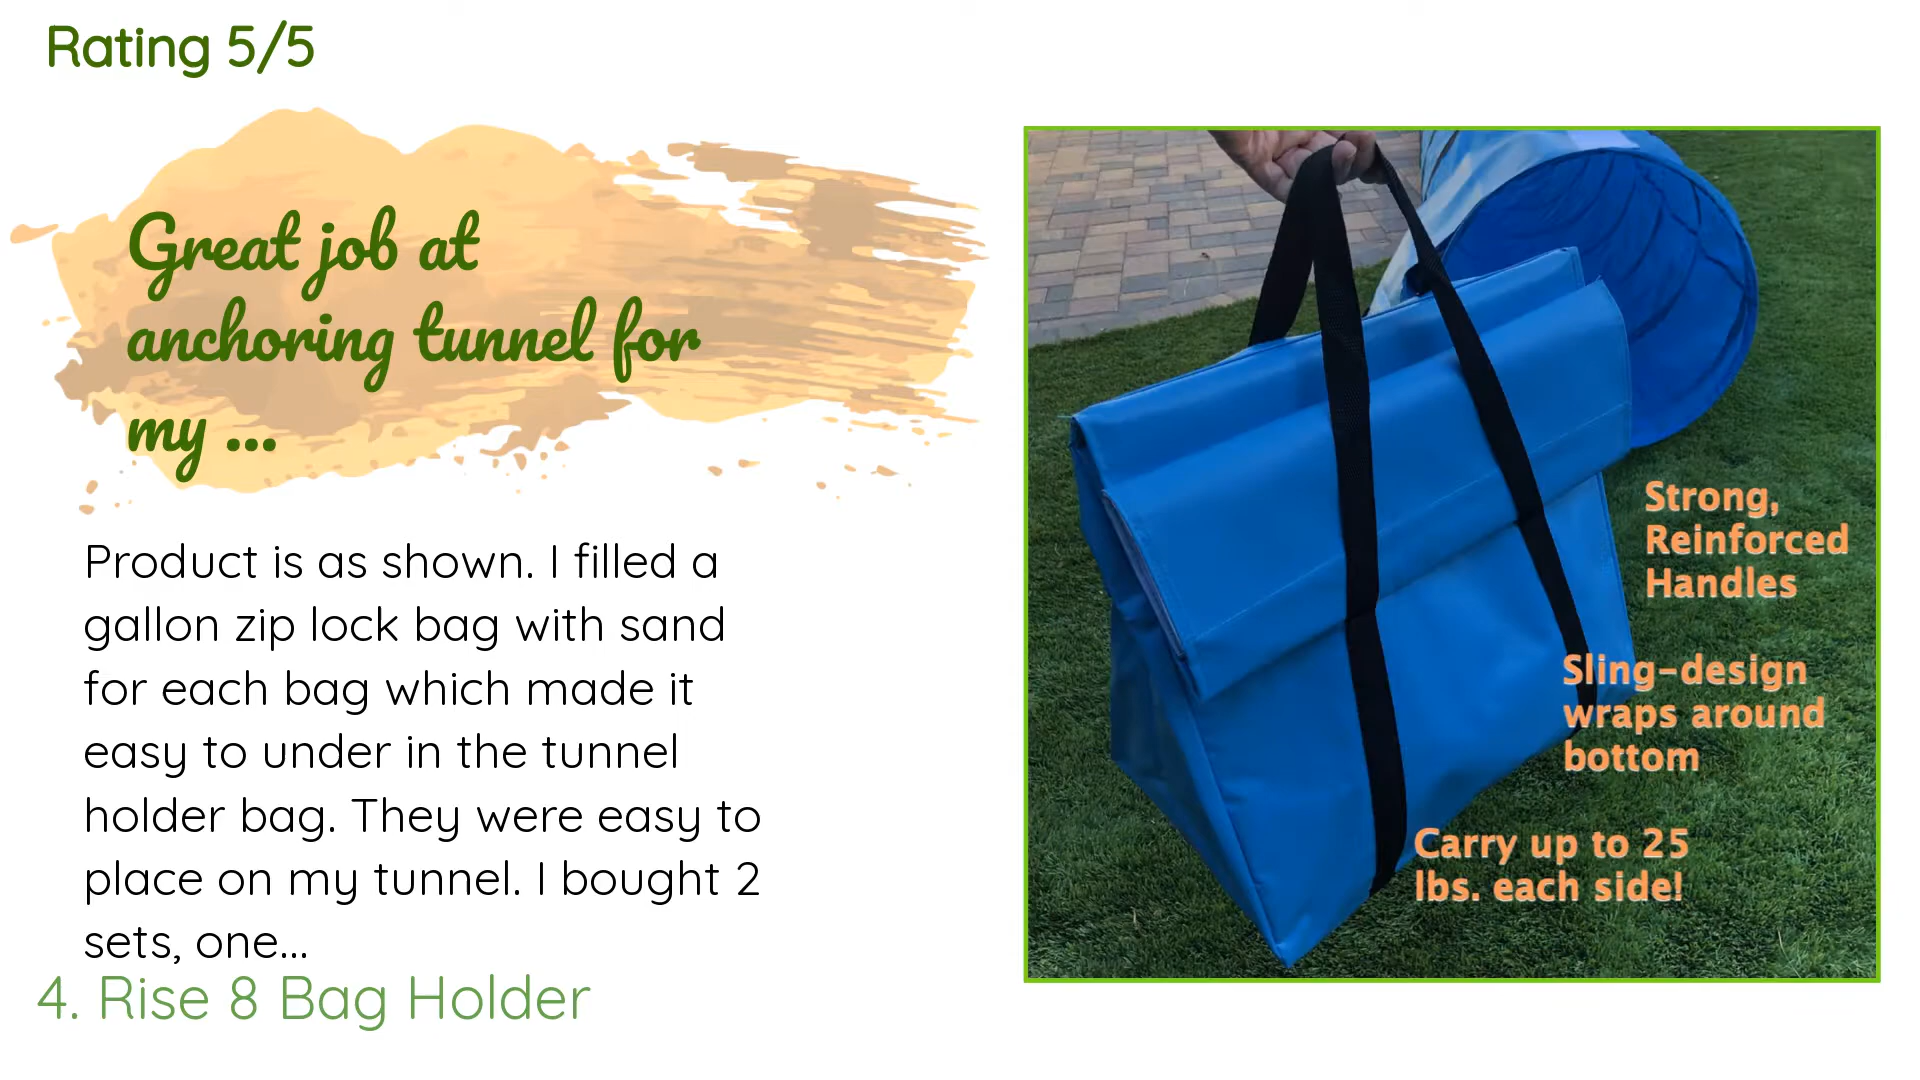 Rating 5/5
Great job at
anchoring tunnel for
my ...
Product is as shown. I filled a
gallon zip lock bag with sand
for each bag which made it
easy to under in the tunnel
holder bag. They were easy to
place on my tunnel. I bought 2
sets, one...
4. Rise 8 Bag Holder
Strong,
Reinforced
Handles
Sling-design
wraps around
bottom
Carry up to 25
lbs. each side!